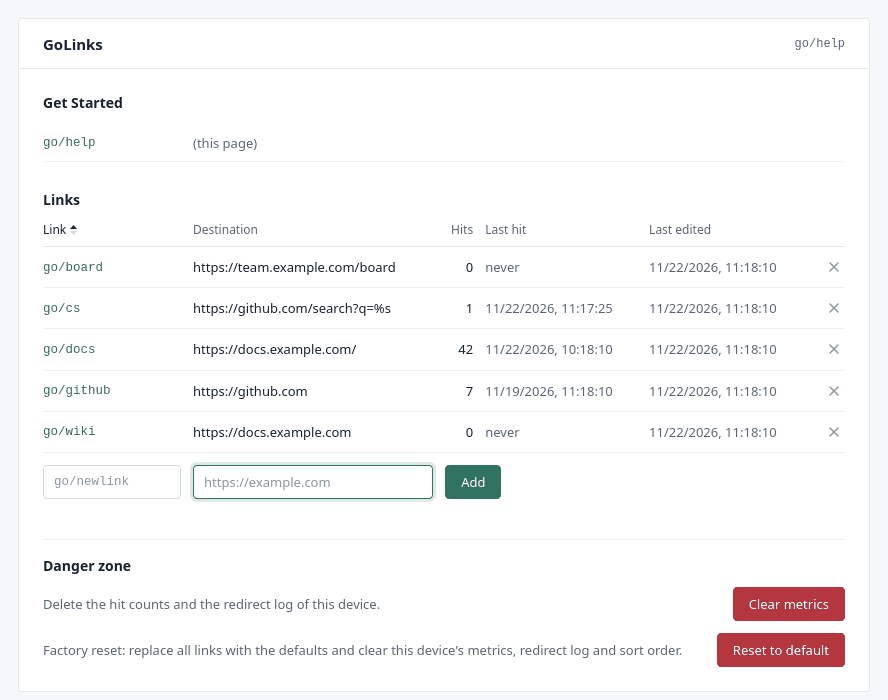 GoLinks go/help
Get Started
go/help (this page)
Links
Link Destination Hits Last hit Last edited
go/board https://team.example.com/board 0 never 11/22/2026, 11:18:10 ✕
go/cs https://github.com/search?q=%s 1 11/22/2026, 11:17:25 11/22/2026, 11:18:10 ✕
go/docs https://docs.example.com/ 42 11/22/2026, 10:18:10 11/22/2026, 11:18:10 ✕
go/github https://github.com 7 11/19/2026, 11:18:10 11/22/2026, 11:18:10 ✕
go/wiki https://docs.example.com 0 never 11/22/2026, 11:18:10 ✕
go/newlink https://example.com Add
Danger zone
Delete the hit counts and the redirect log of this device. Clear metrics
Factory reset: replace all links with the defaults and clear this device's metrics, redirect log and sort order. Reset to default